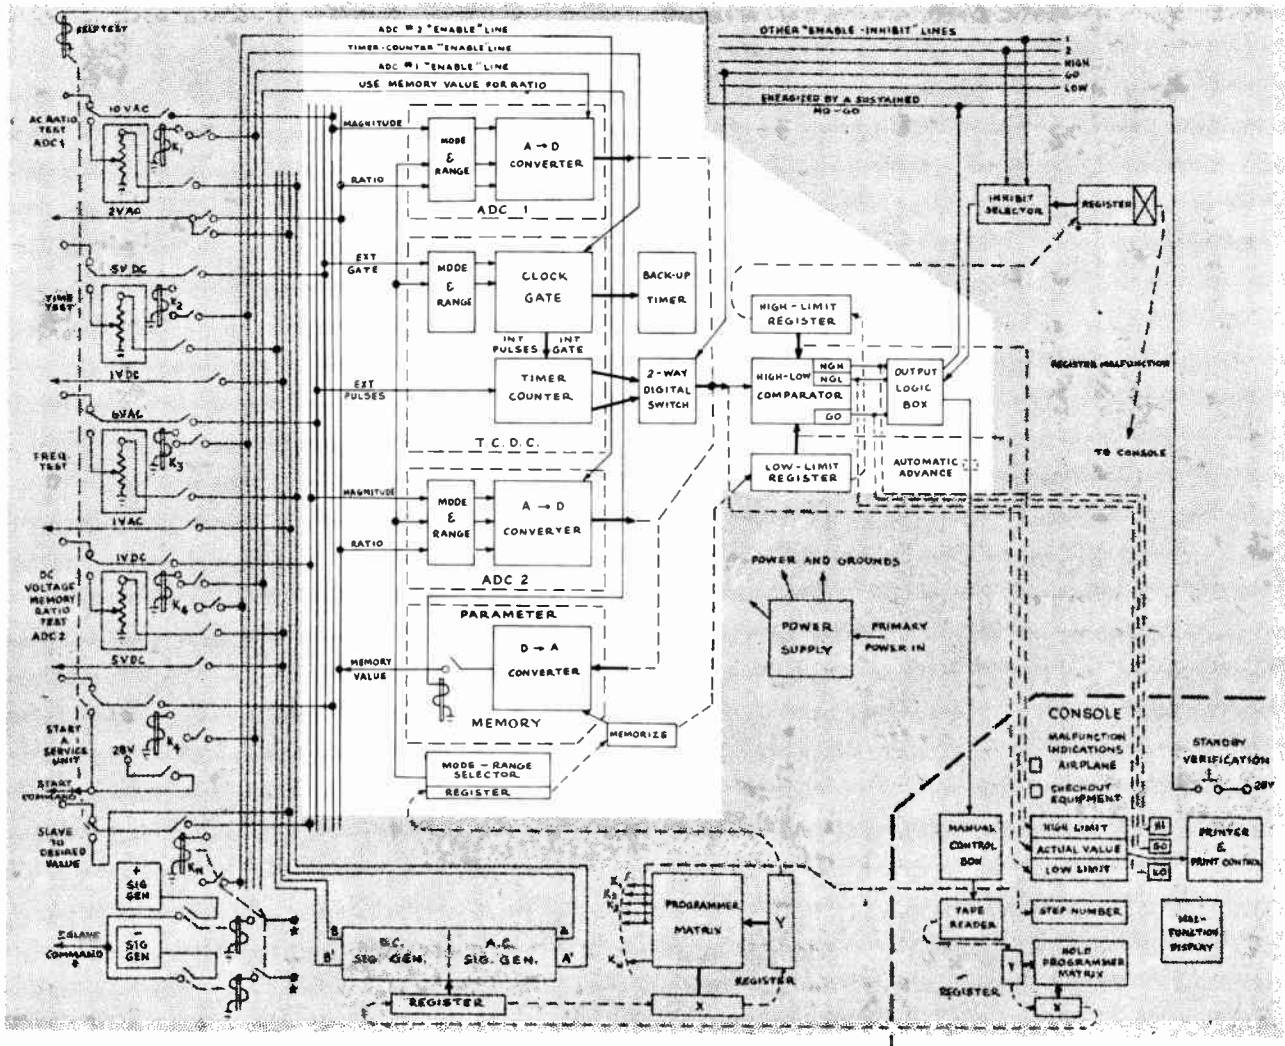 SELF TEST
ADC #2 "ENABLE" LINE
TIMER-COUNTER "ENABLE" LINE
ADC #1 "ENABLE" LINE
USE MEMORY VALUE FOR RATIO
OTHER "ENABLE-INHIBIT" LINES
1
2
HIGH
GO
LOW
ENERGIZED BY A SUSTAINED
NO-GO
10 VAC
AC RATIO
TEST
ADC 1
K1
2VAC
MAGNITUDE
RATIO
MODE
&
RANGE
A → D
CONVERTER
ADC 1
INHIBIT
SELECTOR
REGISTER
5V DC
TIME
TEST
K2
1VDC
EXT
GATE
MODE
&
RANGE
CLOCK
GATE
BACK-UP
TIMER
INT
PULSES
INT
GATE
EXT
PULSES
TIMER
COUNTER
2-WAY
DIGITAL
SWITCH
T.C.D.C.
HIGH-LIMIT
REGISTER
HIGH-LOW
COMPARATOR
NGH
NGL
GO
OUTPUT
LOGIC
BOX
LOW-LIMIT
REGISTER
AUTOMATIC
ADVANCE
REGISTER MALFUNCTION
TO CONSOLE
6VAC
FREQ
TEST
K3
1VAC
MAGNITUDE
RATIO
MODE
&
RANGE
A → D
CONVERTER
ADC 2
1VDC
DC
VOLTAGE
MEMORY
RATIO
TEST
ADC2
K4
5VDC
POWER AND GROUNDS
POWER
SUPPLY
PRIMARY
POWER IN
PARAMETER
D → A
CONVERTER
MEMORY
VALUE
MEMORY
MEMORIZE
MODE-RANGE
SELECTOR
REGISTER
START
A
SERVICE
UNIT
28V
START
COMMAND
SLAVE
TO
DESIRED
VALUE
KN
+
SIG
GEN
-
SIG
GEN
SLAVE
COMMAND
B
B'
D.C.
SIG. GEN.
A.C.
SIG. GEN.
A
A'
REGISTER
PROGRAMMER
MATRIX
Y
REGISTER
X
CONSOLE
MALFUNCTION
INDICATIONS
AIRPLANE
CHECKOUT
EQUIPMENT
STANDBY
VERIFICATION
28V
MANUAL
CONTROL
BOX
HIGH LIMIT
ACTUAL VALUE
LOW LIMIT
HI
GO
LO
PRINTER
&
PRINT CONTROL
TAPE
READER
STEP NUMBER
MAL-
FUNCTION
DISPLAY
Y
HOLD
PROGRAMMER
MATRIX
REGISTER
X